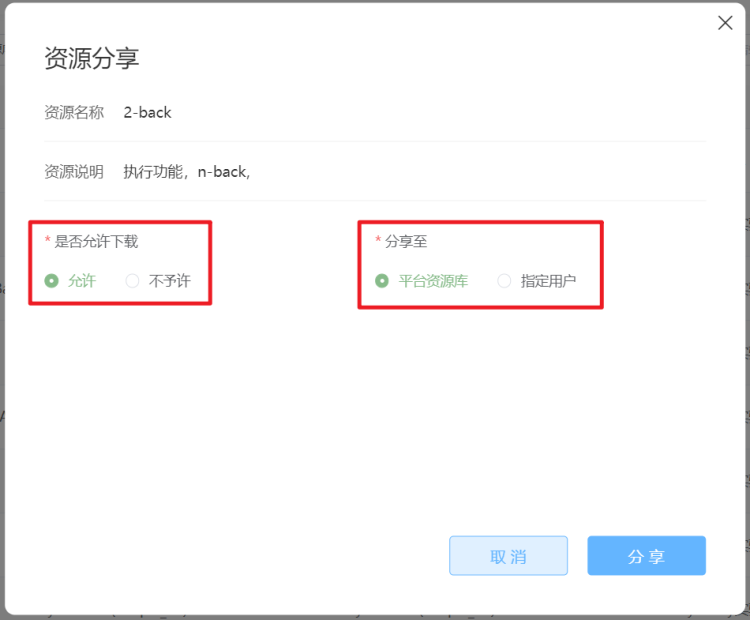 资源分享
资源名称 2-back
资源说明 执行功能，n-back,
* 是否允许下载 * 分享至
允许 不予许 平台资源库 指定用户
取消 分享